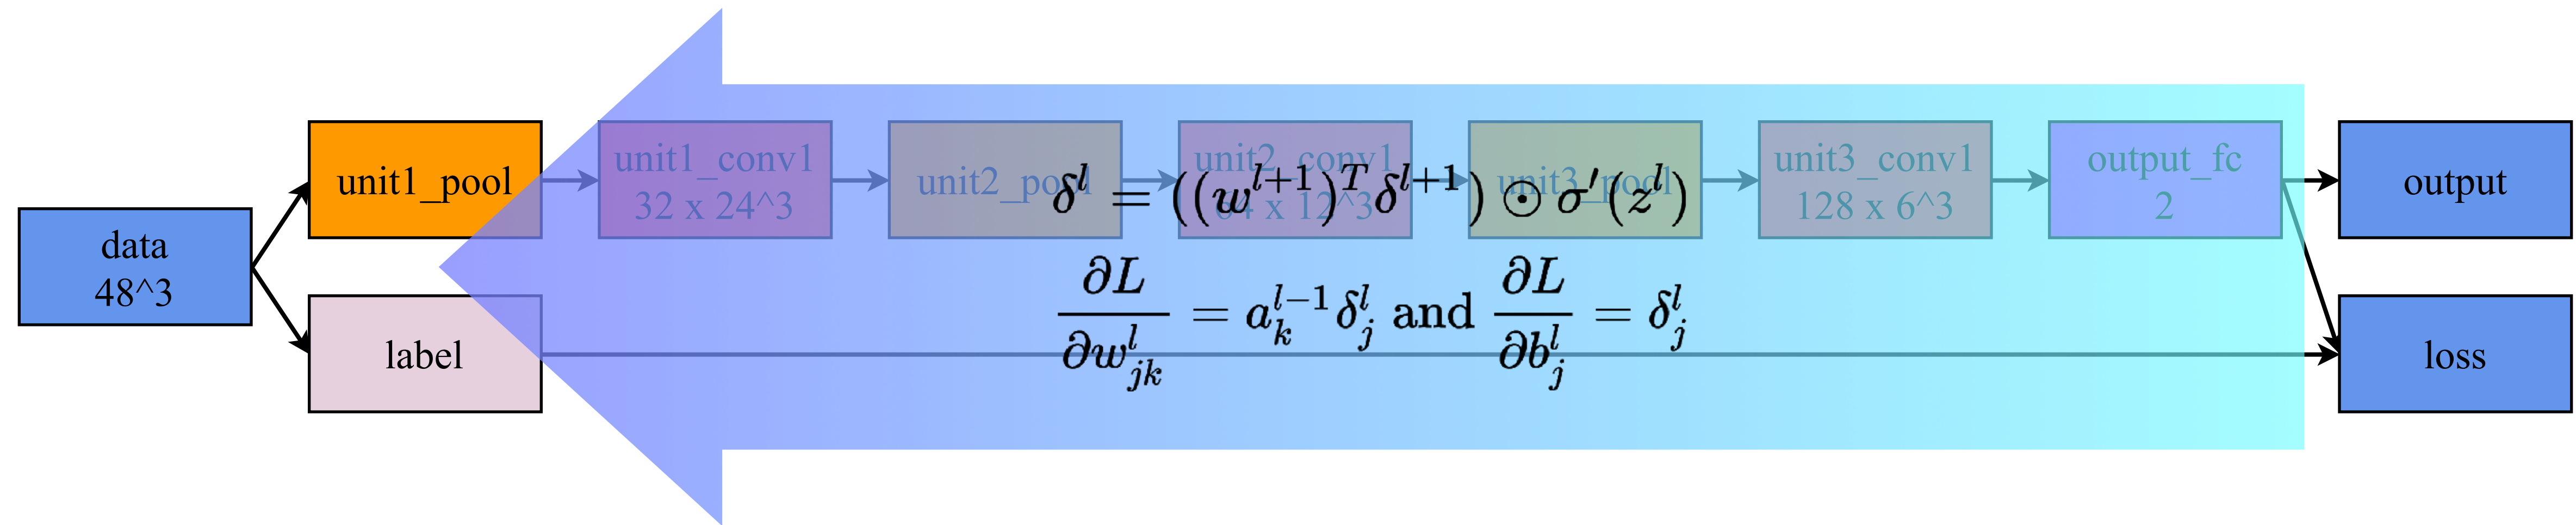 data
48^3
unit1_pool
label
unit1_conv1
32 x 24^3
unit2_pool
unit2_conv1
64 x 12^3
unit3_pool
unit3_conv1
128 x 6^3
output_fc
2
output
loss
δ^l = ((w^{l+1})^T δ^{l+1}) ⊙ σ′(z^l)
∂L/∂w^l_{jk} = a^{l−1}_k δ^l_j and ∂L/∂b^l_j = δ^l_j